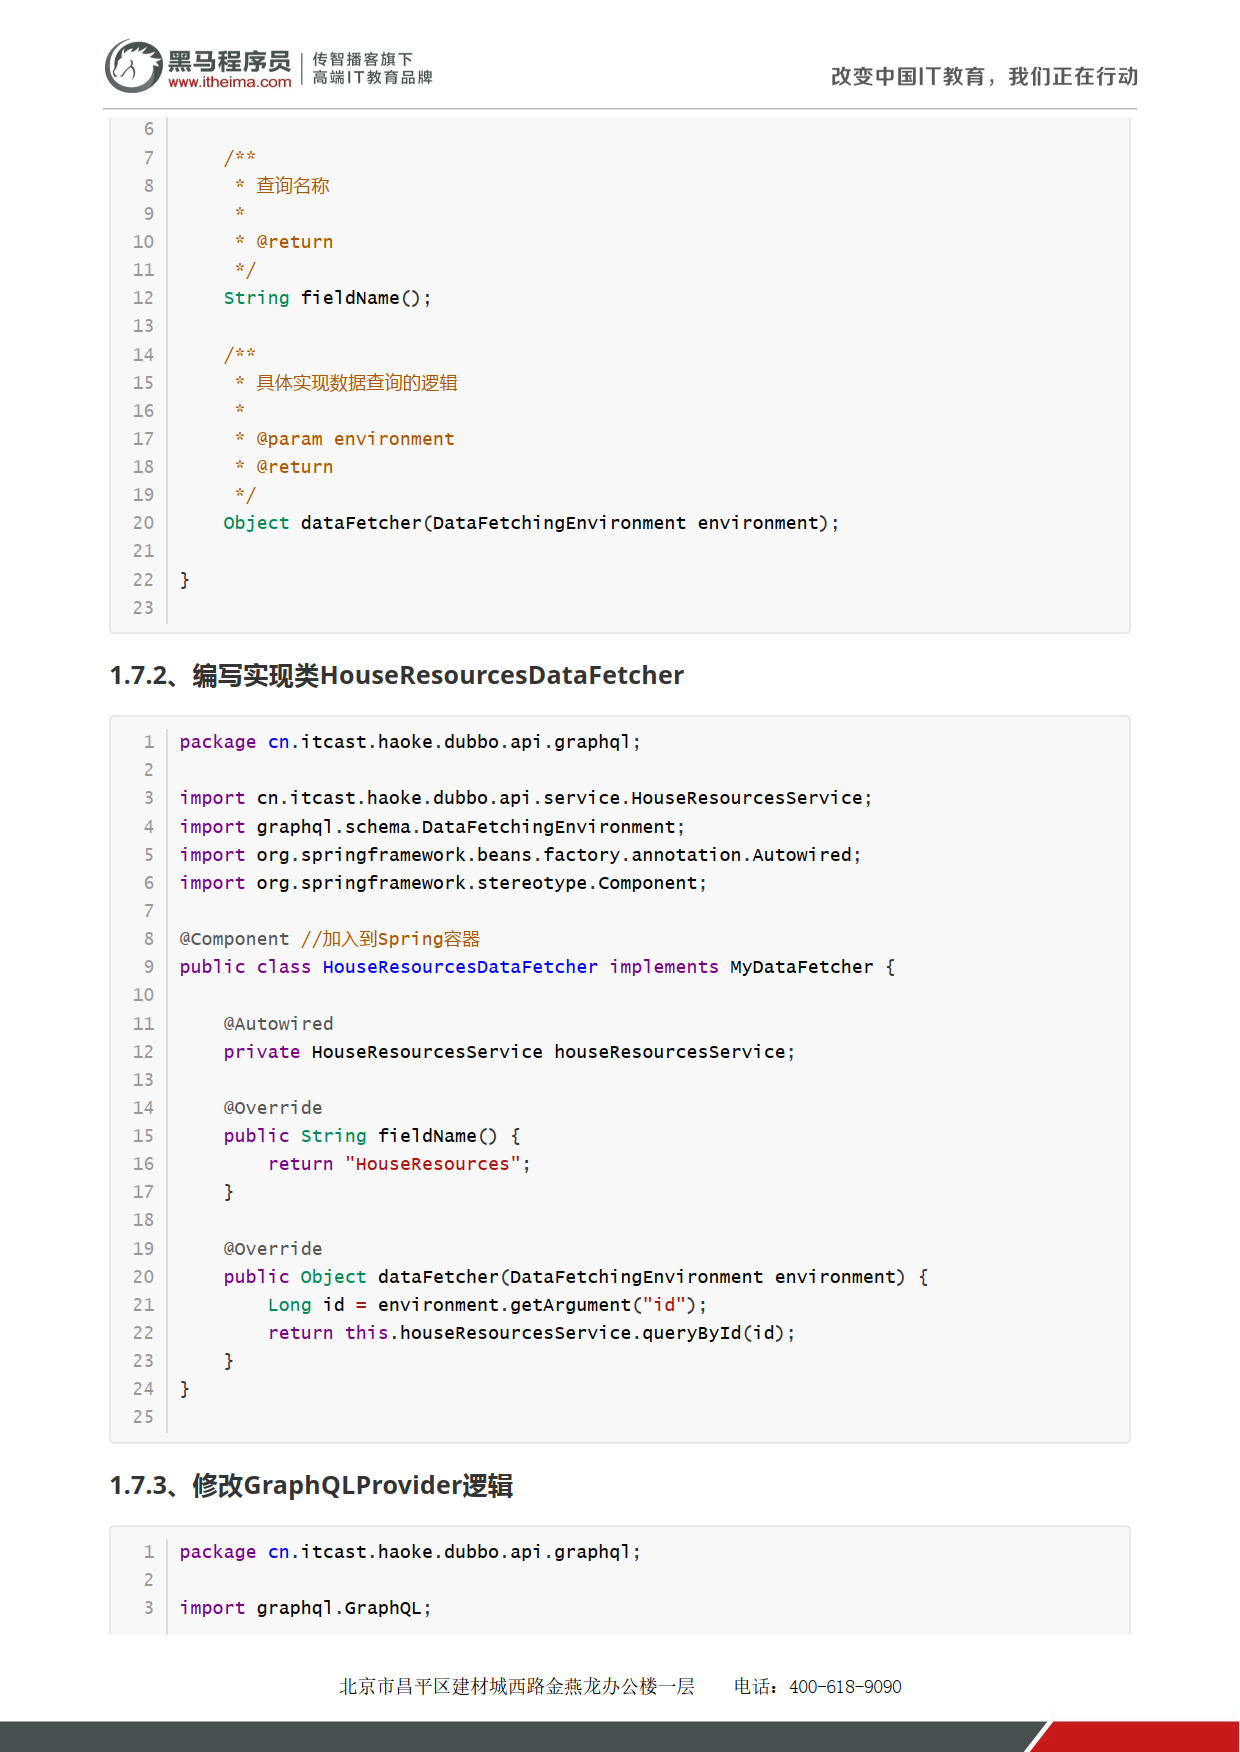 黑马程序员
www.itheima.com
传智播客旗下
高端IT教育品牌
改变中国IT教育，我们正在行动
6
7     /**
8      * 查询名称
9      *
10      * @return
11      */
12     String fieldName();
13
14     /**
15      * 具体实现数据查询的逻辑
16      *
17      * @param environment
18      * @return
19      */
20     Object dataFetcher(DataFetchingEnvironment environment);
21
22 }
23
1.7.2、编写实现类HouseResourcesDataFetcher
1 package cn.itcast.haoke.dubbo.api.graphql;
2
3 import cn.itcast.haoke.dubbo.api.service.HouseResourcesService;
4 import graphql.schema.DataFetchingEnvironment;
5 import org.springframework.beans.factory.annotation.Autowired;
6 import org.springframework.stereotype.Component;
7
8 @Component //加入到Spring容器
9 public class HouseResourcesDataFetcher implements MyDataFetcher {
10
11     @Autowired
12     private HouseResourcesService houseResourcesService;
13
14     @Override
15     public String fieldName() {
16         return "HouseResources";
17     }
18
19     @Override
20     public Object dataFetcher(DataFetchingEnvironment environment) {
21         Long id = environment.getArgument("id");
22         return this.houseResourcesService.queryById(id);
23     }
24 }
25
1.7.3、修改GraphQLProvider逻辑
1 package cn.itcast.haoke.dubbo.api.graphql;
2
3 import graphql.GraphQL;
北京市昌平区建材城西路金燕龙办公楼一层 电话：400-618-9090